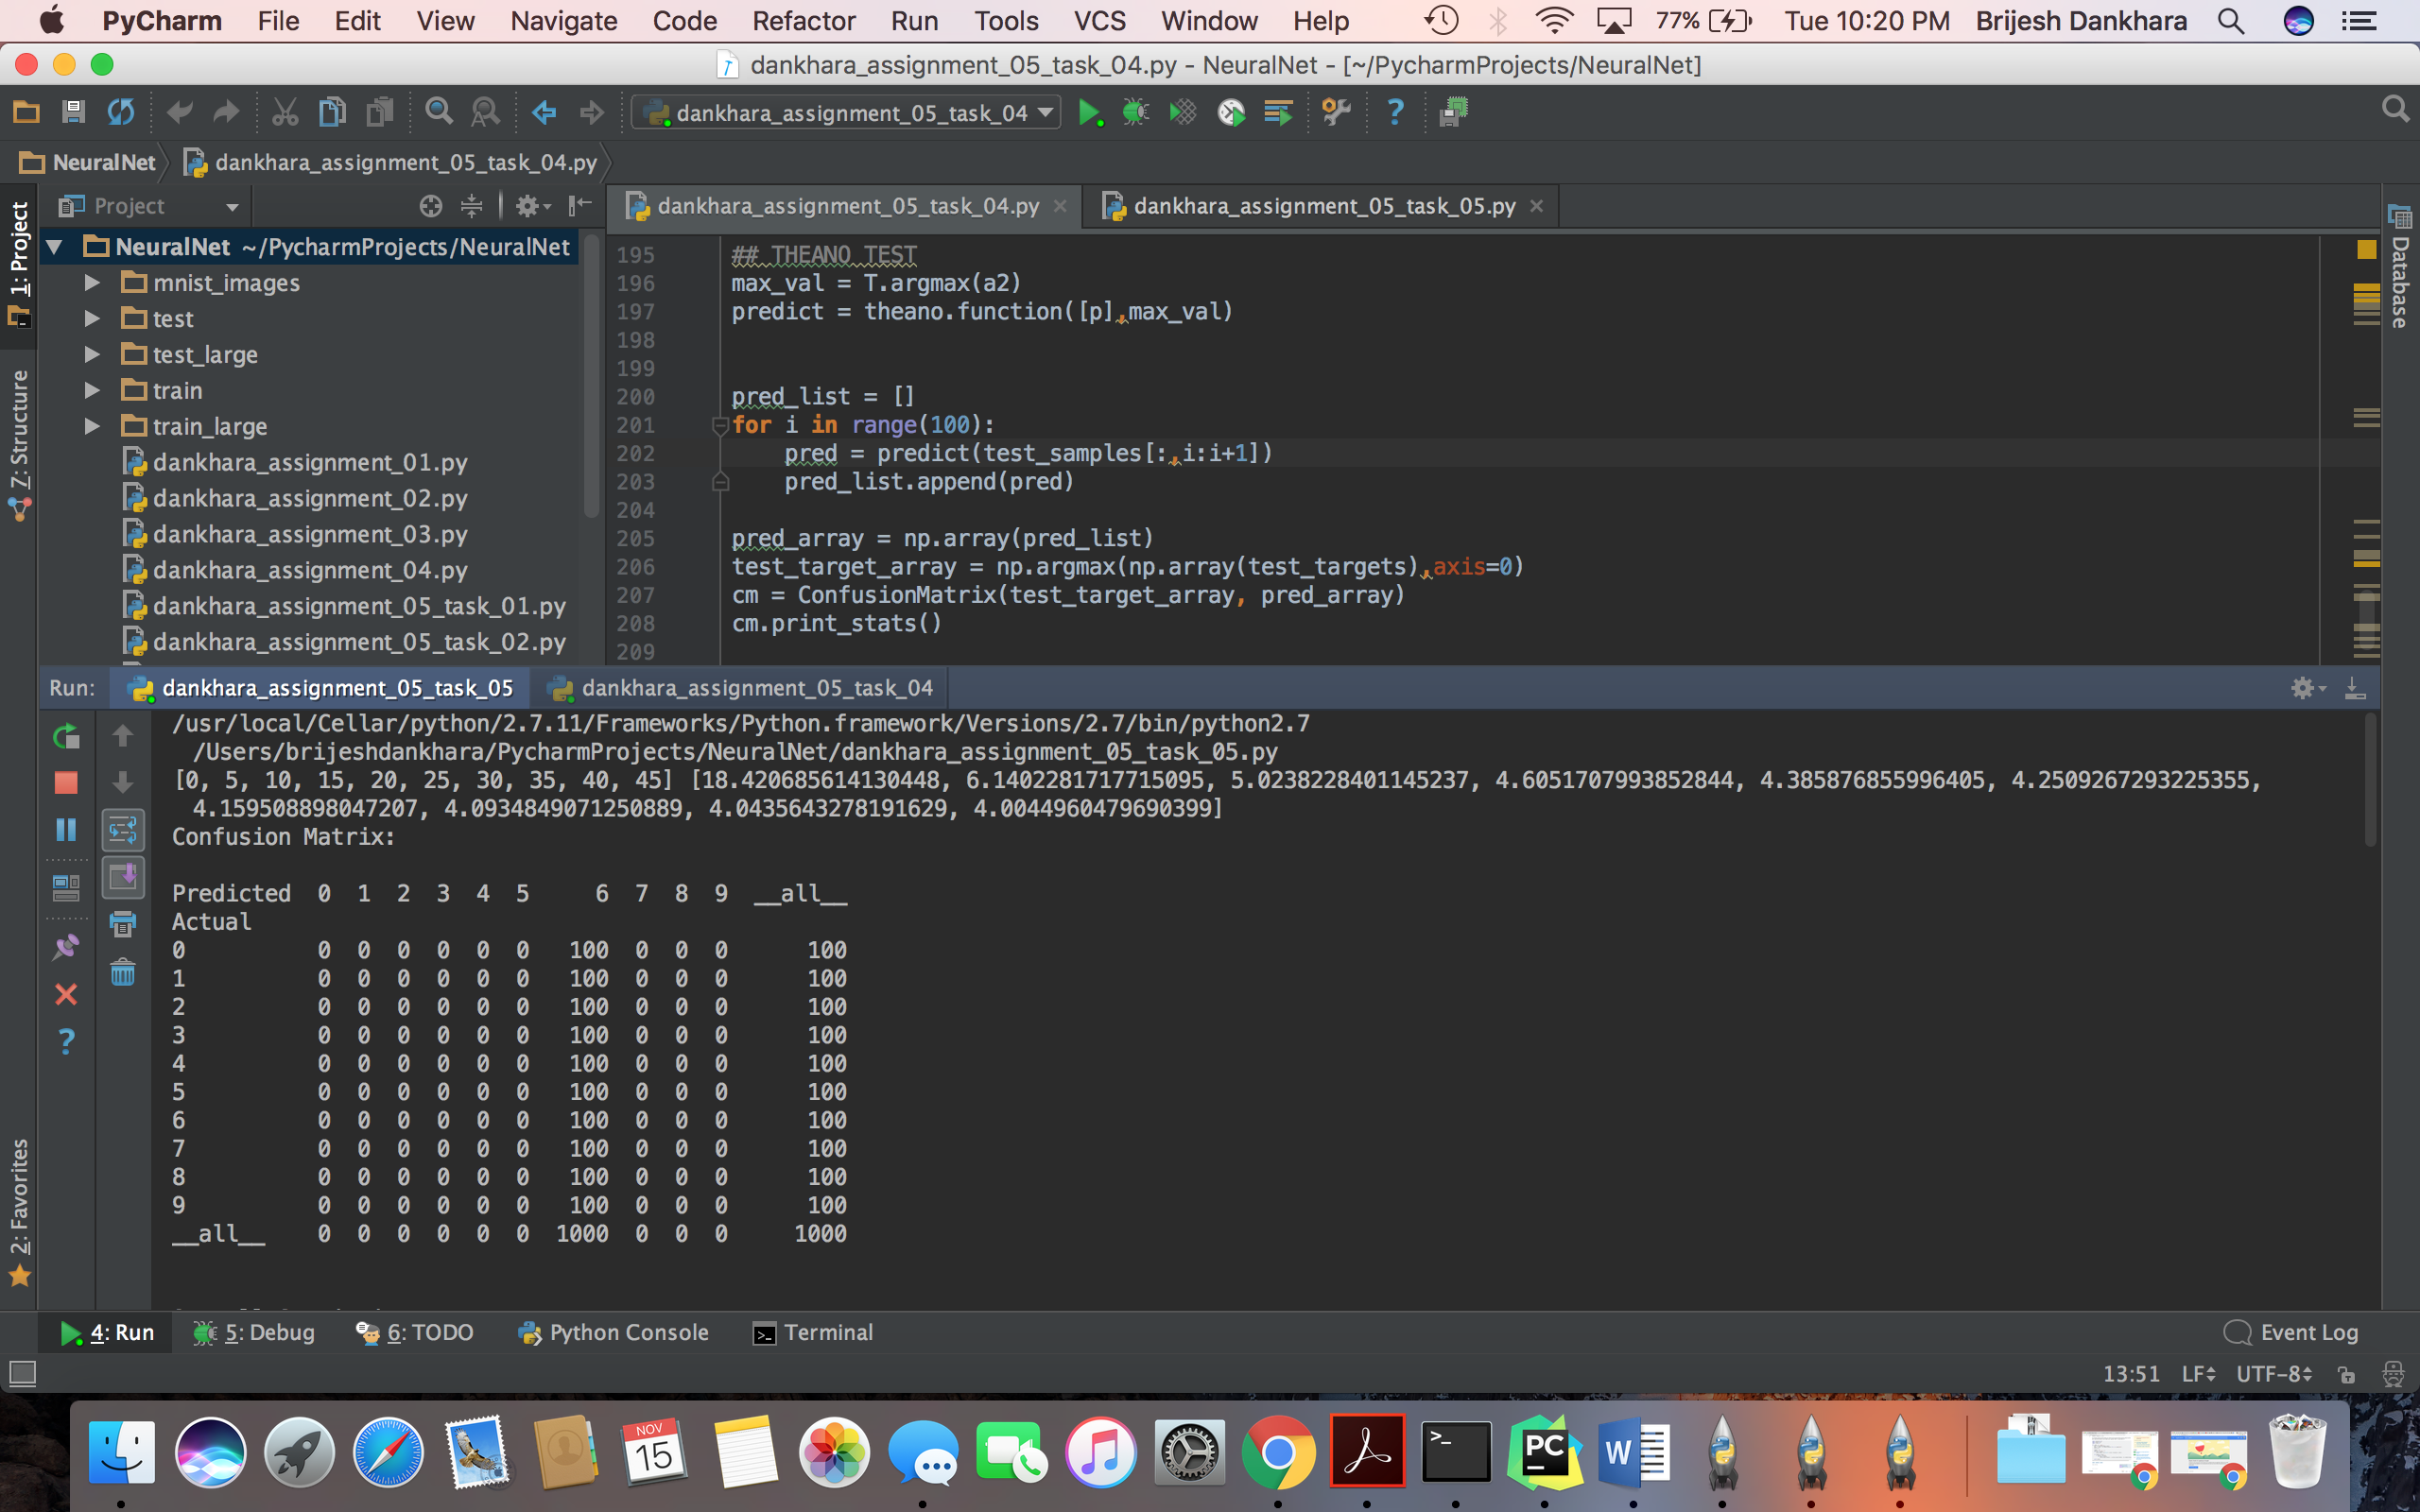 PyCharm File Edit View Navigate Code Refactor Run Tools VCS Window Help 77% Tue 10:20 PM Brijesh Dankhara
dankhara_assignment_05_task_04.py - NeuralNet - [~/PycharmProjects/NeuralNet]
dankhara_assignment_05_task_04
NeuralNet dankhara_assignment_05_task_04.py
1: Project
Z: Structure
2: Favorites
Project
NeuralNet ~/PycharmProjects/NeuralNet
mnist_images
test
test_large
train
train_large
dankhara_assignment_01.py
dankhara_assignment_02.py
dankhara_assignment_03.py
dankhara_assignment_04.py
dankhara_assignment_05_task_01.py
dankhara_assignment_05_task_02.py
dankhara_assignment_05_task_04.py dankhara_assignment_05_task_05.py
195 ## THEANO TEST
196 max_val = T.argmax(a2)
197 predict = theano.function([p],max_val)
198
199
200 pred_list = []
201 for i in range(100):
202 pred = predict(test_samples[:,i:i+1])
203 pred_list.append(pred)
204
205 pred_array = np.array(pred_list)
206 test_target_array = np.argmax(np.array(test_targets),axis=0)
207 cm = ConfusionMatrix(test_target_array, pred_array)
208 cm.print_stats()
209
Database
Run: dankhara_assignment_05_task_05 dankhara_assignment_05_task_04
/usr/local/Cellar/python/2.7.11/Frameworks/Python.framework/Versions/2.7/bin/python2.7
/Users/brijeshdankhara/PycharmProjects/NeuralNet/dankhara_assignment_05_task_05.py
[0, 5, 10, 15, 20, 25, 30, 35, 40, 45] [18.420685614130448, 6.1402281717715095, 5.0238228401145237, 4.6051707993852844, 4.385876855996405, 4.2509267293225355,
4.159508898047207, 4.0934849071250889, 4.0435643278191629, 4.0044960479690399]
Confusion Matrix:
Predicted 0 1 2 3 4 5 6 7 8 9 __all__
Actual
0 0 0 0 0 0 0 100 0 0 0 100
1 0 0 0 0 0 0 100 0 0 0 100
2 0 0 0 0 0 0 100 0 0 0 100
3 0 0 0 0 0 0 100 0 0 0 100
4 0 0 0 0 0 0 100 0 0 0 100
5 0 0 0 0 0 0 100 0 0 0 100
6 0 0 0 0 0 0 100 0 0 0 100
7 0 0 0 0 0 0 100 0 0 0 100
8 0 0 0 0 0 0 100 0 0 0 100
9 0 0 0 0 0 0 100 0 0 0 100
__all__ 0 0 0 0 0 0 1000 0 0 0 1000
4: Run 5: Debug 6: TODO Python Console Terminal Event Log
13:51 LF UTF-8
NOV
15
PC
W